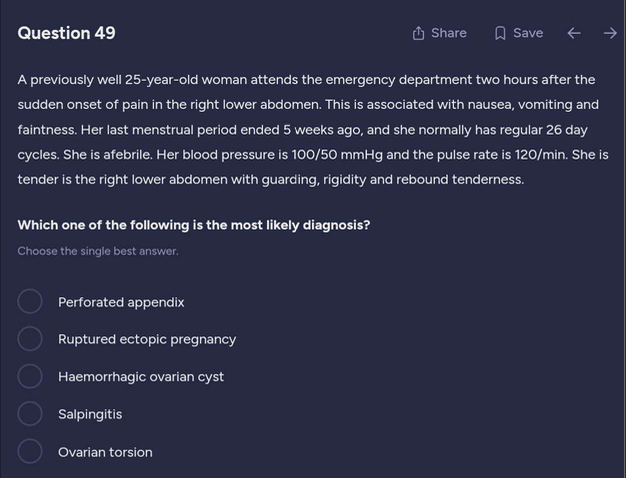 Question 49
Share
Save
A previously well 25-year-old woman attends the emergency department two hours after the
sudden onset of pain in the right lower abdomen. This is associated with nausea, vomiting and
faintness. Her last menstrual period ended 5 weeks ago, and she normally has regular 26 day
cycles. She is afebrile. Her blood pressure is 100/50 mmHg and the pulse rate is 120/min. She is
tender is the right lower abdomen with guarding, rigidity and rebound tenderness.
Which one of the following is the most likely diagnosis?
Choose the single best answer.
Perforated appendix
Ruptured ectopic pregnancy
Haemorrhagic ovarian cyst
Salpingitis
Ovarian torsion